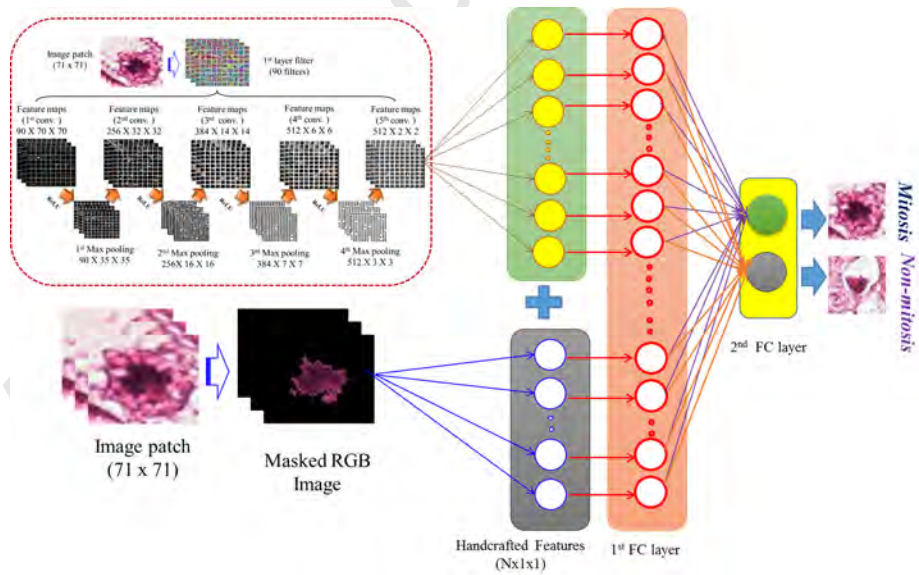 Image patch
(71 x 71)
1st layer filter
(90 filters)
Feature maps
(1st conv. )
90 X 70 X 70
Feature maps
(2nd conv. )
256 X 32 X 32
Feature maps
(3rd conv. )
384 X 14 X 14
Feature maps
(4th conv. )
512 X 6 X 6
Feature maps
(5th conv. )
512 X 2 X 2
ReLU
ReLU
ReLU
ReLU
1st Max pooling
90 X 35 X 35
2nd Max pooling
256X 16 X 16
3rd Max pooling
384 X 7 X 7
4th Max pooling
512 X 3 X 3
Image patch
(71 x 71)
Masked RGB
Image
Handcrafted Features
(Nx1x1)
1st FC layer
2nd FC layer
Mitosis
Non-mitosis